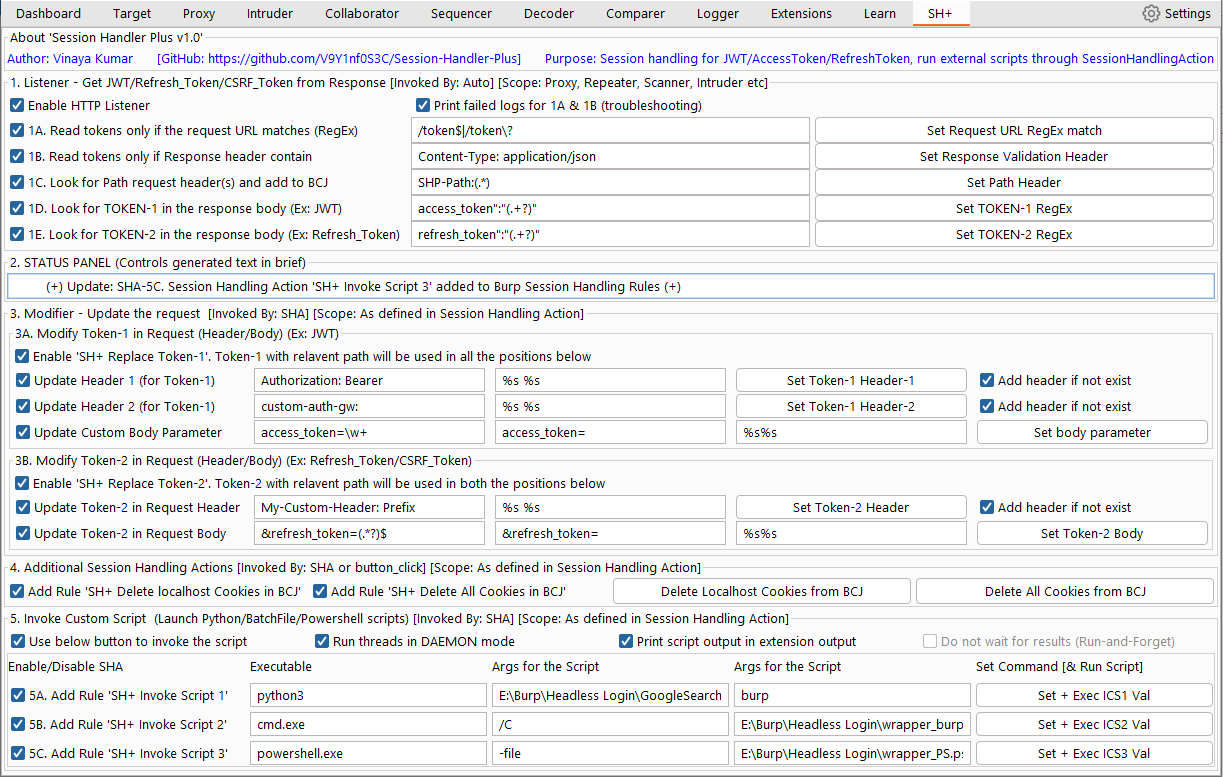 Dashboard Target Proxy Intruder Collaborator Sequencer Decoder Comparer Logger Extensions Learn SH+ Settings
About 'Session Handler Plus v1.0'
Author: Vinaya Kumar [GitHub: https://github.com/V9Y1nf0S3C/Session-Handler-Plus] Purpose: Session handling for JWT/AccessToken/RefreshToken, run external scripts through SessionHandlingAction
1. Listener - Get JWT/Refresh_Token/CSRF_Token from Response [Invoked By: Auto] [Scope: Proxy, Repeater, Scanner, Intruder etc]
Enable HTTP Listener Print failed logs for 1A & 1B (troubleshooting)
1A. Read tokens only if the request URL matches (RegEx) /token$|/token\? Set Request URL RegEx match
1B. Read tokens only if Response header contain Content-Type: application/json Set Response Validation Header
1C. Look for Path request header(s) and add to BCJ SHP-Path:(.*) Set Path Header
1D. Look for TOKEN-1 in the response body (Ex: JWT) access_token":"(.+?)" Set TOKEN-1 RegEx
1E. Look for TOKEN-2 in the response body (Ex: Refresh_Token) refresh_token":"(.+?)" Set TOKEN-2 RegEx
2. STATUS PANEL (Controls generated text in brief)
(+) Update: SHA-5C. Session Handling Action 'SH+ Invoke Script 3' added to Burp Session Handling Rules (+)
3. Modifier - Update the request [Invoked By: SHA] [Scope: As defined in Session Handling Action]
3A. Modify Token-1 in Request (Header/Body) (Ex: JWT)
Enable 'SH+ Replace Token-1'. Token-1 with relavent path will be used in all the positions below
Update Header 1 (for Token-1) Authorization: Bearer %s %s Set Token-1 Header-1 Add header if not exist
Update Header 2 (for Token-1) custom-auth-gw: %s %s Set Token-1 Header-2 Add header if not exist
Update Custom Body Parameter access_token=\w+ access_token= %s%s Set body parameter
3B. Modify Token-2 in Request (Header/Body) (Ex: Refresh_Token/CSRF_Token)
Enable 'SH+ Replace Token-2'. Token-2 with relavent path will be used in both the positions below
Update Token-2 in Request Header My-Custom-Header: Prefix %s %s Set Token-2 Header Add header if not exist
Update Token-2 in Request Body &refresh_token=(.*?)$ &refresh_token= %s%s Set Token-2 Body
4. Additional Session Handling Actions [Invoked By: SHA or button_click] [Scope: As defined in Session Handling Action]
Add Rule 'SH+ Delete localhost Cookies in BCJ' Add Rule 'SH+ Delete All Cookies in BCJ' Delete Localhost Cookies from BCJ Delete All Cookies from BCJ
5. Invoke Custom Script (Launch Python/BatchFile/Powershell scripts) [Invoked By: SHA] [Scope: As defined in Session Handling Action]
Use below button to invoke the script Run threads in DAEMON mode Print script output in extension output Do not wait for results (Run-and-Forget)
Enable/Disable SHA Executable Args for the Script Args for the Script Set Command [& Run Script]
5A. Add Rule 'SH+ Invoke Script 1' python3 E:\Burp\Headless Login\GoogleSearch burp Set + Exec ICS1 Val
5B. Add Rule 'SH+ Invoke Script 2' cmd.exe /C E:\Burp\Headless Login\wrapper_burp Set + Exec ICS2 Val
5C. Add Rule 'SH+ Invoke Script 3' powershell.exe -file E:\Burp\Headless Login\wrapper_PS.p Set + Exec ICS3 Val